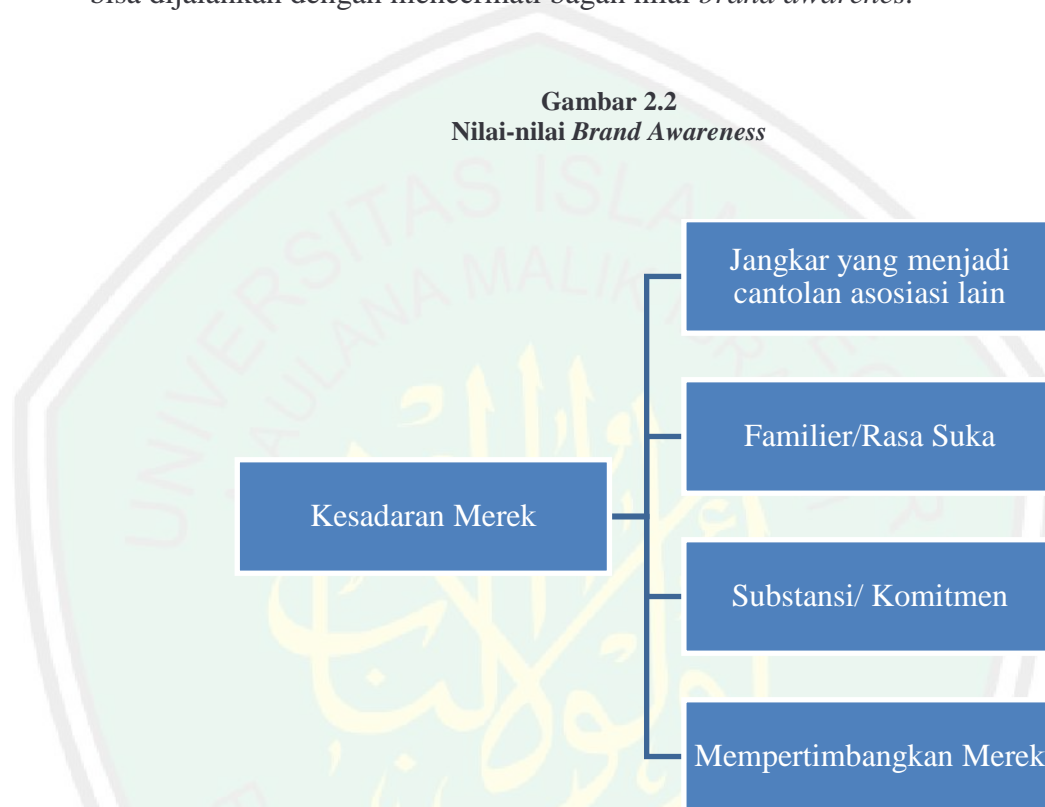 bisa dijalankan dengan mencermati bagan nilai brand awarenes.
Gambar 2.2
Nilai-nilai Brand Awareness
Jangkar yang menjadi
cantolan asosiasi lain
Familier/Rasa Suka
Kesadaran Merek
Substansi/ Komitmen
Mempertimbangkan Merek